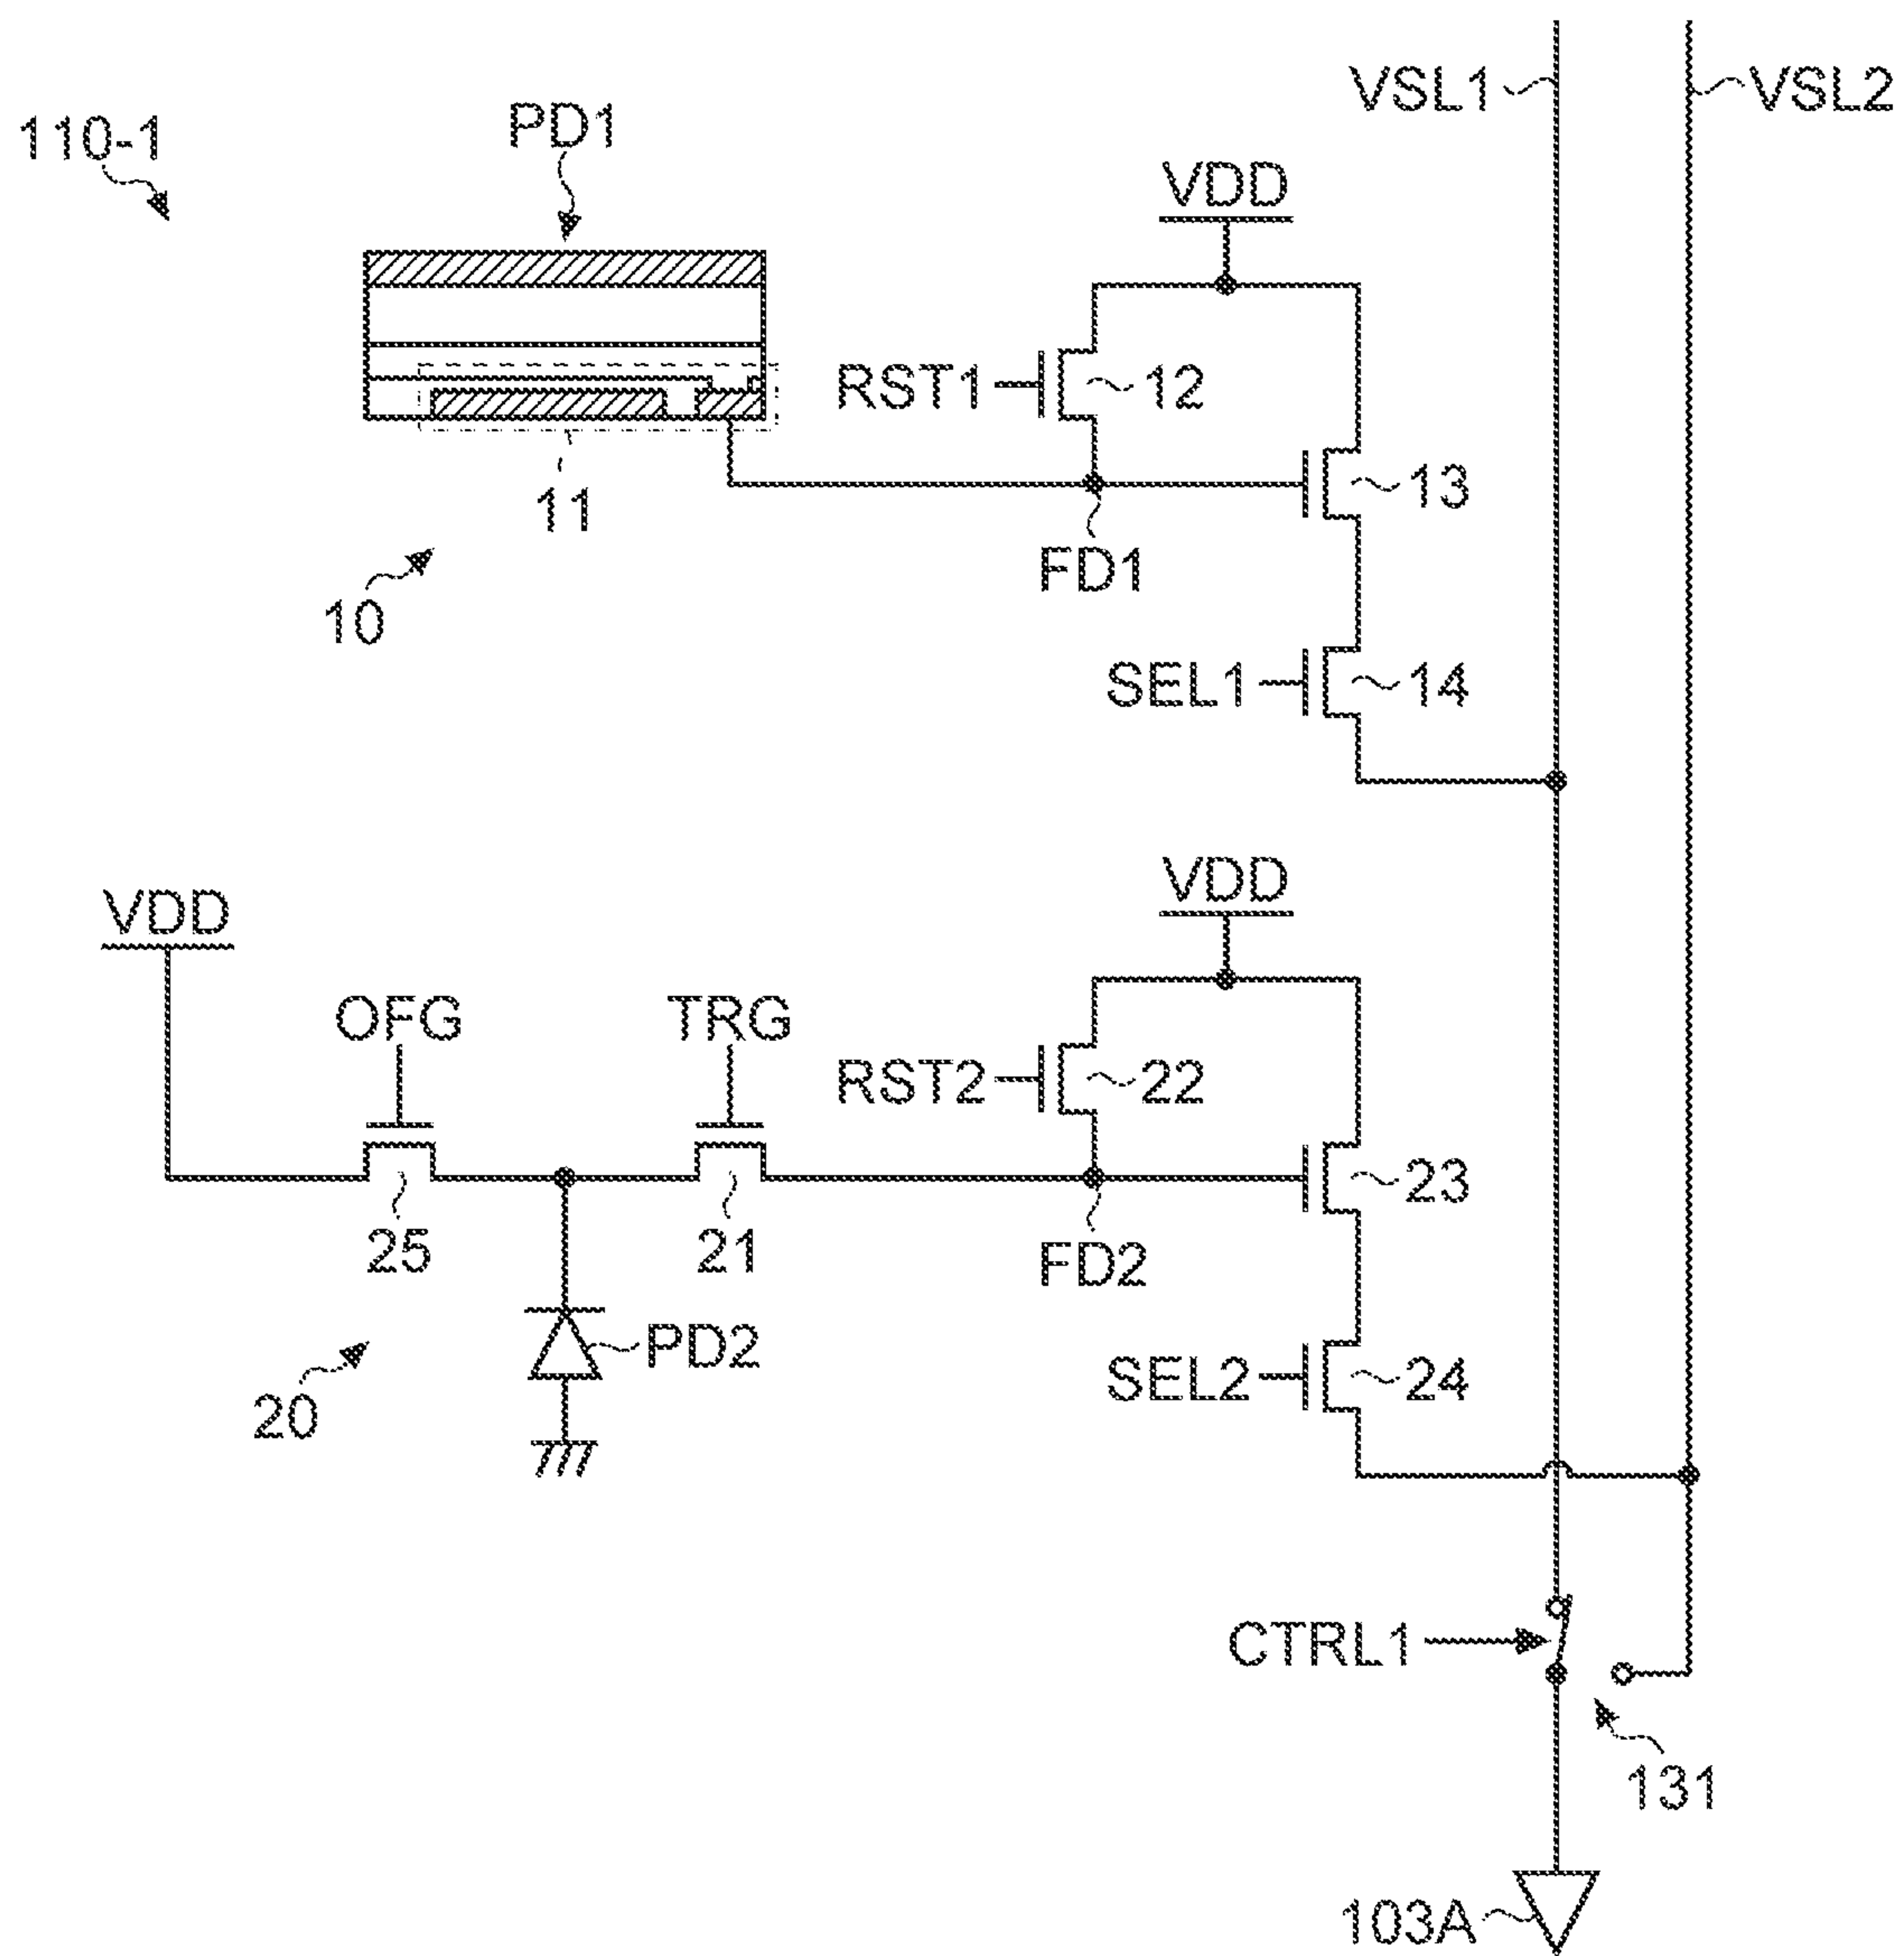 VSL1
VSL2
110-1
PD1
VDD
RST1
12
13
11
FD1
10
SEL1
14
VDD
VDD
OFG
TRG
RST2
22
23
25
21
FD2
PD2
SEL2
24
20
CTRL1
131
103A